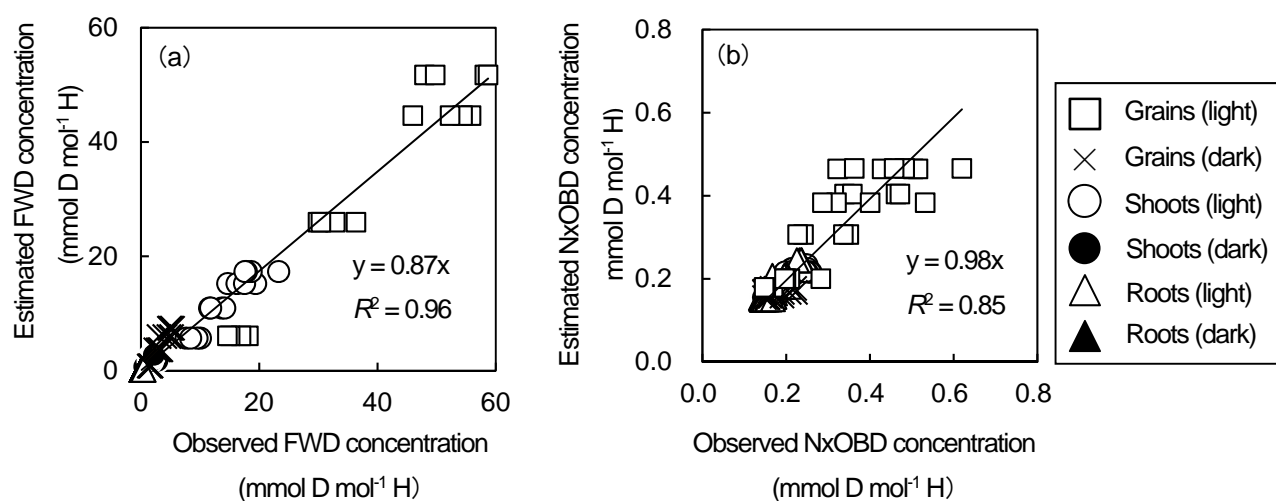 (a)
60
40
20
0
Estimated FWD concentration
(mmol D mol⁻¹ H)
y = 0.87x
R² = 0.96
0 20 40 60
Observed FWD concentration
(mmol D mol⁻¹ H)
(b)
0.8
0.6
0.4
0.2
0.0
Estimated NxOBD concentration
mmol D mol⁻¹ H)
y = 0.98x
R² = 0.85
0.0 0.2 0.4 0.6 0.8
Observed NxOBD concentration
(mmol D mol⁻¹ H)
Grains (light)
Grains (dark)
Shoots (light)
Shoots (dark)
Roots (light)
Roots (dark)